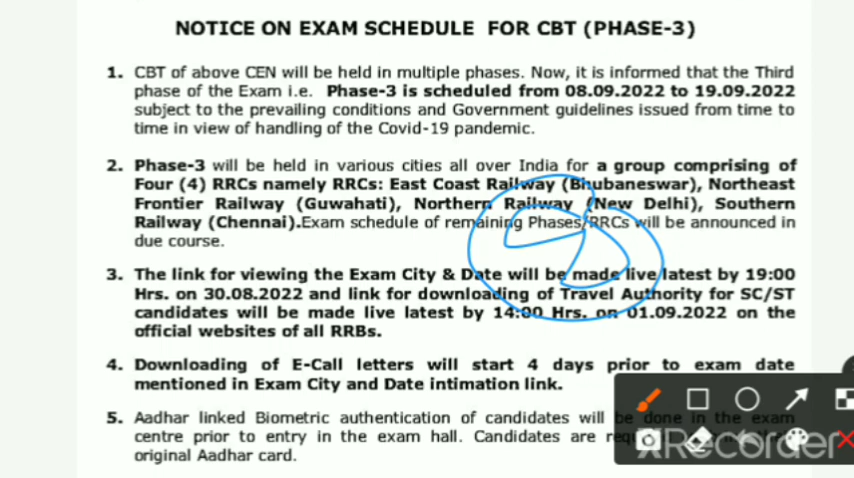 NOTICE ON EXAM SCHEDULE FOR CBT (PHASE-3)
1. CBT of above CEN will be held in multiple phases. Now, it is informed that the Third
phase of the Exam i.e. Phase-3 is scheduled from 08.09.2022 to 19.09.2022
subject to the prevailing conditions and Government guidelines issued from time to
time in view of handling of the Covid-19 pandemic.
2. Phase-3 will be held in various cities all over India for a group comprising of
Four (4) RRCs namely RRCs: East Coast Railway (Bhubaneswar), Northeast
Frontier Railway (Guwahati), Northern Railway (New Delhi), Southern
Railway (Chennai).Exam schedule of remaining Phases/RRCs will be announced in
due course.
3. The link for viewing the Exam City & Date will be made live latest by 19:00
Hrs. on 30.08.2022 and link for downloading of Travel Authority for SC/ST
candidates will be made live latest by 14:00 Hrs. on 01.09.2022 on the
official websites of all RRBs.
4. Downloading of E-Call letters will start 4 days prior to exam date
mentioned in Exam City and Date intimation link.
5. Aadhar linked Biometric authentication of candidates will be done in the exam
centre prior to entry in the exam hall. Candidates are
original Aadhar card.
XRecorder